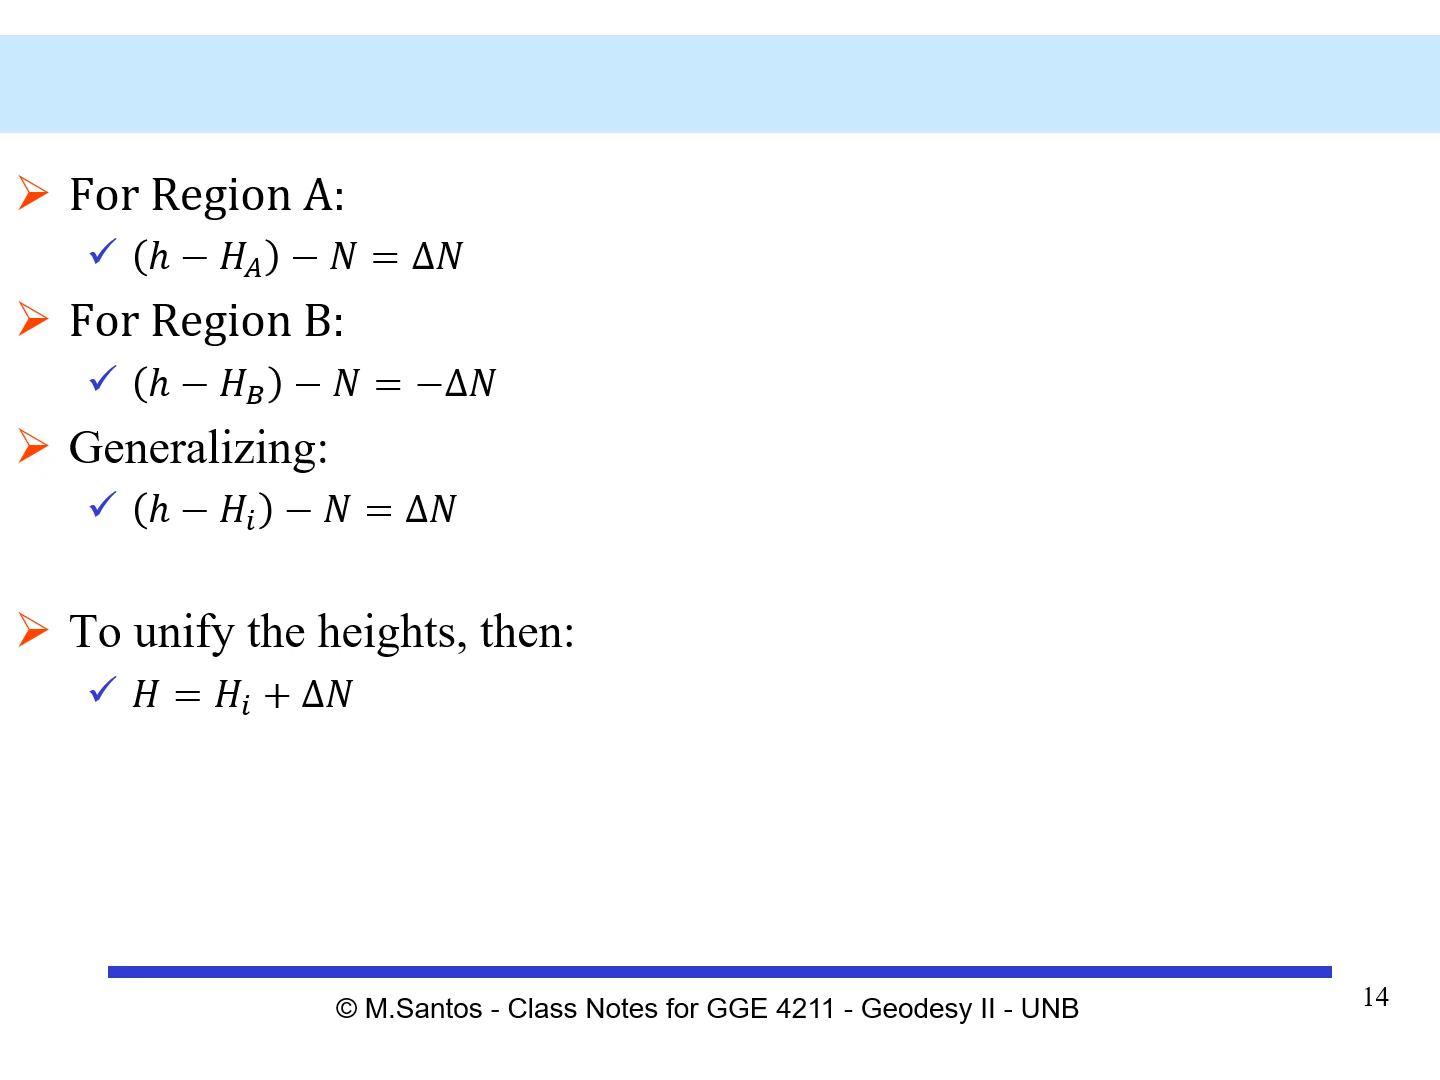 For Region A:
(h − H_A) − N = ΔN
For Region B:
(h − H_B) − N = −ΔN
Generalizing:
(h − H_i) − N = ΔN
To unify the heights, then:
H = H_i + ΔN
© M.Santos - Class Notes for GGE 4211 - Geodesy II - UNB
14